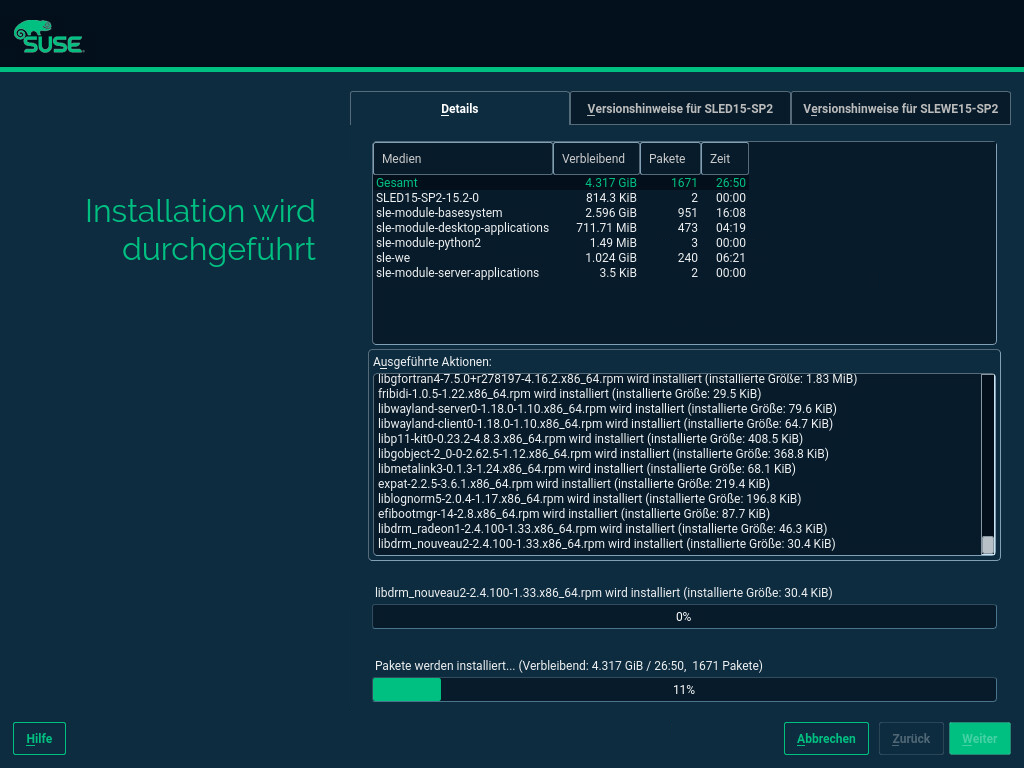 SUSE
Details Versionshinweise für SLED15-SP2 Versionshinweise für SLEWE15-SP2
Installation wird
durchgeführt
Medien Verbleibend Pakete Zeit
Gesamt 4.317 GiB 1671 26:50
SLED15-SP2-15.2-0 814.3 KiB 2 00:00
sle-module-basesystem 2.596 GiB 951 16:08
sle-module-desktop-applications 711.71 MiB 473 04:19
sle-module-python2 1.49 MiB 3 00:00
sle-we 1.024 GiB 240 06:21
sle-module-server-applications 3.5 KiB 2 00:00
Ausgeführte Aktionen:
libgfortran4-7.5.0+r278197-4.16.2.x86_64.rpm wird installiert (installierte Größe: 1.83 MiB)
fribidi-1.0.5-1.22.x86_64.rpm wird installiert (installierte Größe: 29.5 KiB)
libwayland-server0-1.18.0-1.10.x86_64.rpm wird installiert (installierte Größe: 79.6 KiB)
libwayland-client0-1.18.0-1.10.x86_64.rpm wird installiert (installierte Größe: 64.7 KiB)
libp11-kit0-0.23.2-4.8.3.x86_64.rpm wird installiert (installierte Größe: 408.5 KiB)
libgobject-2_0-0-2.62.5-1.12.x86_64.rpm wird installiert (installierte Größe: 368.8 KiB)
libmetalink3-0.1.3-1.24.x86_64.rpm wird installiert (installierte Größe: 68.1 KiB)
expat-2.2.5-3.6.1.x86_64.rpm wird installiert (installierte Größe: 219.4 KiB)
liblognorm5-2.0.4-1.17.x86_64.rpm wird installiert (installierte Größe: 196.8 KiB)
efibootmgr-14-2.8.x86_64.rpm wird installiert (installierte Größe: 87.7 KiB)
libdrm_radeon1-2.4.100-1.33.x86_64.rpm wird installiert (installierte Größe: 46.3 KiB)
libdrm_nouveau2-2.4.100-1.33.x86_64.rpm wird installiert (installierte Größe: 30.4 KiB)
libdrm_nouveau2-2.4.100-1.33.x86_64.rpm wird installiert (installierte Größe: 30.4 KiB)
0%
Pakete werden installiert... (Verbleibend: 4.317 GiB / 26:50, 1671 Pakete)
11%
Hilfe Abbrechen Zurück Weiter